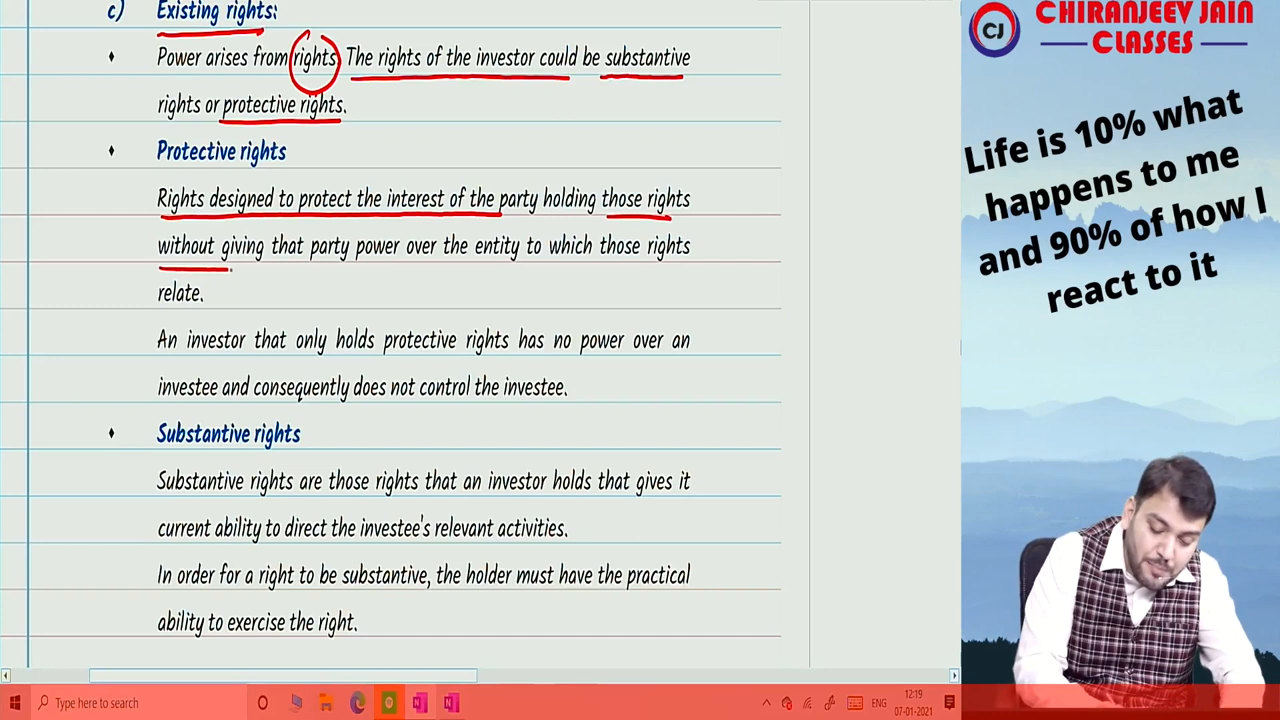 c) Existing rights:
♦ Power arises from rights. The rights of the investor could be substantive
rights or protective rights.
♦ Protective rights
Rights designed to protect the interest of the party holding those rights
without giving that party power over the entity to which those rights
relate.
An investor that only holds protective rights has no power over an
investee and consequently does not control the investee.
♦ Substantive rights
Substantive rights are those rights that an investor holds that gives it
current ability to direct the investee's relevant activities.
In order for a right to be substantive, the holder must have the practical
ability to exercise the right.
CJ
CHIRANJEEV JAIN
CLASSES
Life is 10% what
happens to me
and 90% of how I
react to it
Type here to search
ENG
12:19
07-01-2021